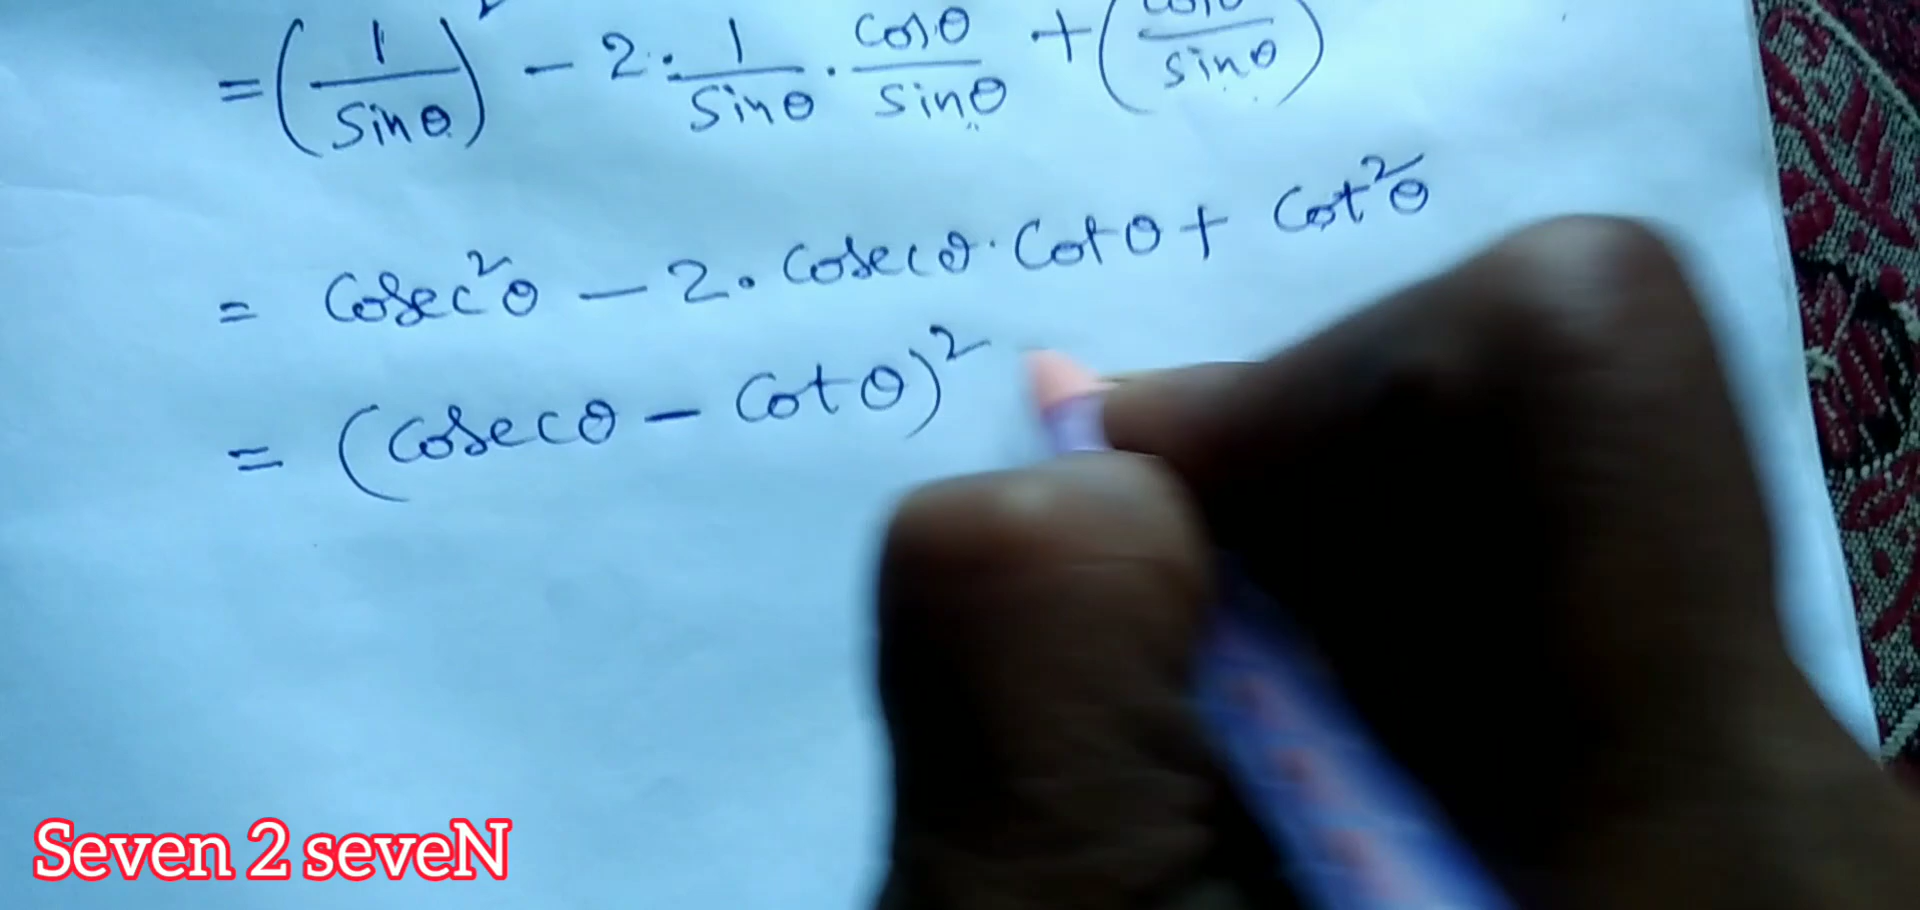 = (1/sinθ)² - 2 · 1/sinθ · cosθ/sinθ + (cosθ/sinθ)
= cosec²θ - 2 · cosecθ · cotθ + cot²θ
= (cosecθ - cotθ)²
Seven 2 seveN